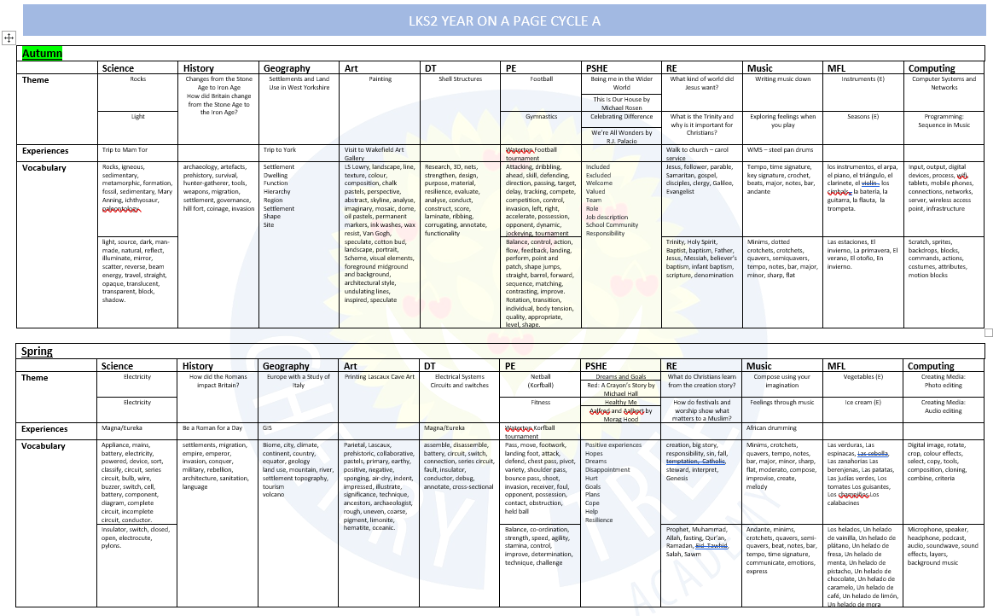 LKS2 YEAR ON A PAGE CYCLE A
Autumn
Science
History
Geography
Art
DT
PE
PSHE
RE
Music
MFL
Computing
Theme
Rocks
Light
Changes from the Stone
Age to Iron Age
How did Britain change
from the Stone Age to
the Iron Age?
Settlements and Land
Use in West Yorkshire
Painting
Shell Structures
Football
Gymnastics
Being me in the Wider
World
This Is Our House by
Michael Rosen
Celebrating Difference
We're All Wonders by
R.J. Palacio
What kind of world did
Jesus want?
What is the Trinity and
why is it important for
Christians?
Writing music down
Exploring feelings when
you play
Instruments (E)
Seasons (E)
Computer Systems and
Networks
Programming:
Sequence in Music
Experiences
Trip to Mam Tor
Trip to York
Visit to Wakefield Art
Gallery
Waterton Football
tournament
Walk to church – carol
service
WMS – steel pan drums
Vocabulary
Rocks, igneous,
sedimentary,
metamorphic, formation,
fossil, sedimentary, Mary
Anning, ichthyosaur,
paleontology.
light, source, dark, man-
made, natural, reflect,
illuminate, mirror,
scatter, reverse, beam
energy, travel, straight,
opaque, translucent,
transparent, block,
shadow.
archaeology, artefacts,
prehistory, survival,
hunter-gatherer, tools,
weapons, migration,
settlement, governance,
hill fort, coinage, invasion
Settlement
Dwelling
Function
Hierarchy
Region
Settlement
Shape
Site
LS Lowry, landscape, line,
texture, colour,
composition, chalk
pastels, perspective,
abstract, skyline, analyse,
imaginary, mosaic, dome,
oil pastels, permanent
markers, ink washes, wax
resist, Van Gogh,
speculate, cotton bud,
landscape, portrait,
Scheme, visual elements,
foreground midground
and background,
architectural style,
undulating lines,
inspired, speculate
Research, 3D, nets,
strengthen, design,
purpose, material,
resilience, evaluate,
analyse, conduct,
construct, score,
laminate, ribbing,
corrugating, annotate,
functionality
Attacking, dribbling,
ahead, skill, defending,
direction, passing, target,
delay, tracking, compete,
competition, control,
invasion, left, right,
accelerate, possession,
opponent, dynamic,
jockeying, tournament
Balance, control, action,
flow, feedback, landing,
perform, point and
patch, shape jumps,
straight, barrel, forward,
sequence, matching,
contrasting, improve.
Rotation, transition,
individual, body tension,
quality, appropriate,
level, shape.
Included
Included
Welcome
Valued
Team
Role
Job description
School Community
Responsibility
Jesus, follower, parable,
Samaritan, gospel,
disciples, clergy, Galilee,
Evangelist
Trinity, Holy Spirit,
Baptist, baptism, Father,
Jesus, Messiah, believer's
baptism, infant baptism,
scripture, denomination
Tempo, time signature,
key signature, crochet,
beats, major, notes, bar,
andante
Minims, dotted
crotchets, crotchets,
quavers, semiquavers,
tempo, notes, bar, major,
minor, sharp, flat
los instrumentos, el arpa,
el piano, el triángulo, el
clarinete, el violin , los
cimbals , la bateria, la
guitarra, la flauta, la
trompeta.
Las estaciones, El
invierno, La primavera, El
verano, El otoño, En
invierno.
Input, output, digital
devices, process, wifi,
tablets, mobile phones,
connections, networks,
server, wireless access
point, infrastructure
Scratch, sprites,
backdrops, blocks,
commands, actions,
costumes, attributes,
motion blocks
Spring
Science
History
Geography
Art
DT
PE
PSHE
RE
Music
MFL
Computing
Theme
Electricity
Electricity
How did the Romans
impact Britain?
Europe with a Study of
Italy
Printing Lascaux Cave Art
Electrical Systems
Circuits and switches
Netball
(Korfball)
Fitness
Dreams and Goals
Red: A Crayon's Story by
Michael Hall
Healthy Me
Aalfred and Aalbert by
Morag Hood
What do Christians learn
from the creation story?
How do festivals and
worship show what
matters to a Muslim?
Compose using your
imagination
Feelings through music
Vegetables (E)
Ice cream (E)
Creating Media:
Photo editing
Creating Media:
Audio editing
Experiences
Magna/Eureka
Be a Roman for a Day
GIS
Magna/Eureka
Waterton Korfball
tournament
African drumming
Vocabulary
Appliance, mains,
battery, electricity,
powered, device, sort,
classify, circuit, series
circuit, bulb, wire,
buzzer, switch, cell,
battery, component,
diagram, complete
circuit, incomplete
circuit, conductor.
Insulator, switch, closed,
open, electrocute,
pylons.
settlements, migration,
empire, emperor,
invasion, conquer,
military, rebellion,
architecture, sanitation,
language
Biome, city, climate,
continent, country,
equator, geology
land use, mountain, river,
settlement topography,
tourism
volcano
Parietal, Lascaux,
prehistoric, collaborative,
pastels, primary, earthy,
positive, negative,
sponging, air-dry, indent,
impressed, illustrate,
significance, technique,
ancestors, archaeologist,
rough, uneven, coarse,
pigment, limonite,
hematite, oceanic.
assemble, disassemble,
battery, circuit, switch,
connection, series circuit,
fault, insulator,
conductor, debug,
annotate, cross-sectional
Pass, move, footwork,
landing foot, attack,
defend, chest pass, pivot,
variety, shoulder pass,
bounce pass, shoot,
invasion, receiver, foul,
opponent, possession,
contact, obstruction,
held ball
Balance, co-ordination,
strength, speed, agility,
stamina, control,
improve, determination,
technique, challenge
Positive experiences
Hopes
Dreams
Disappointment
Hurt
Goals
Plans
Cope
Help
Resilience
creation, big story,
responsibility, sin, fall,
temptation, Catholic,
steward, interpret,
Genesis
Prophet, Muhammad,
Allah, fasting, Qur'an,
Ramadan, Eid Tawhid,
Salah, Sawm
Minims, crotchets,
quavers, tempo, notes,
bar, major, minor, sharp,
flat, moderato, compose,
improvise, create,
melody
Andante, minims,
crotchets, quavers, semi-
quavers, beat, notes, bar,
tempo, time signature,
communicate, emotions,
express
Las verduras, Las
espinacas, Las cebolla,
Las zanahorias Las
berenjenas, Las patatas,
Las judías verdes, Los
tomates Los guisantes,
Los champiños Los
calabacines
Los helados, Un helado
de vainilla, Un helado de
plátano, Un helado de
fresa, Un helado de
menta, Un helado de
pistacho, Un helado de
chocolate, Un helado de
caramelo, Un helado de
café, Un helado de limón,
Un helado de mora
Digital image, rotate,
crop, colour effects,
select, copy, tools,
composition, cloning,
combine, criteria
Microphone, speaker,
headphone, podcast,
audio, soundwave, sound
effects, layers,
background music
CHERRY TREE
ACADEMY